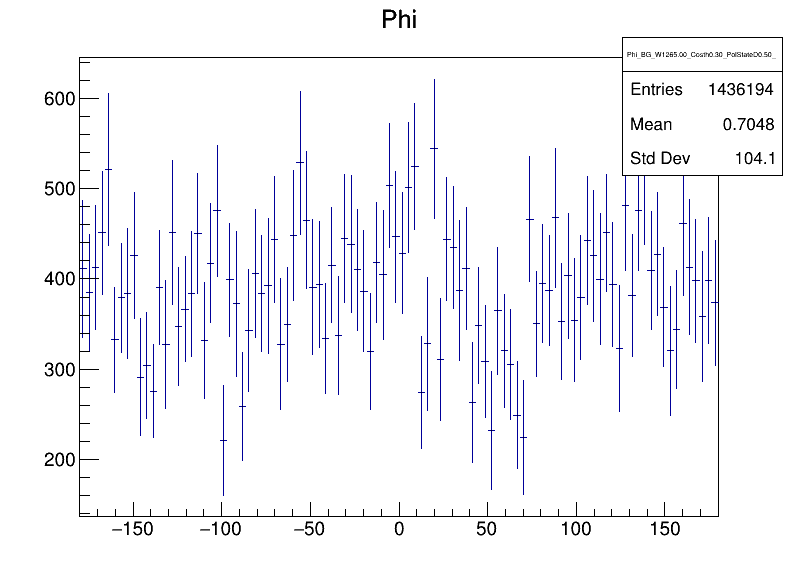 Phi
Phi_BG_W1265.00_Costh0.30_PolStateD0.50_
Entries 1436194
Mean 0.7048
Std Dev 104.1
600
500
400
300
200
−150 −100 −50 0 50 100 150